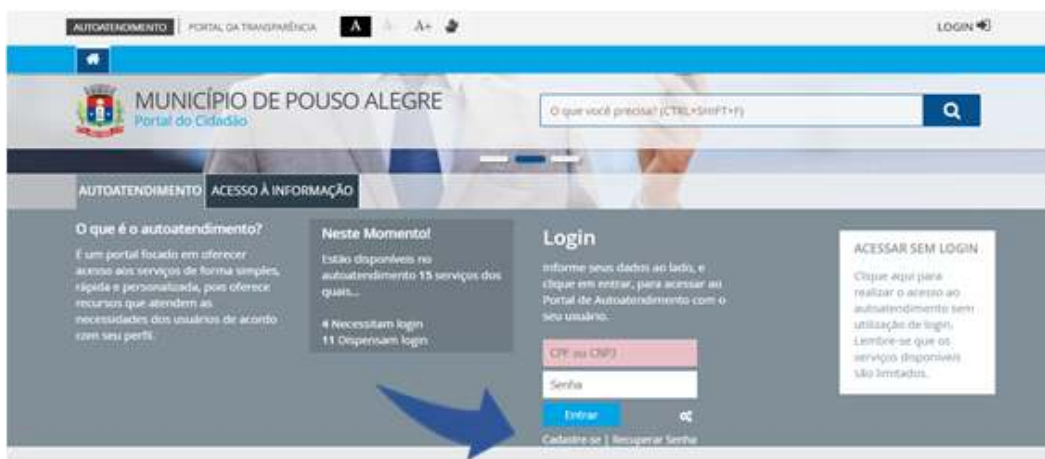 AUTOATENDIMENTO PORTAL DA TRANSPARÊNCIA A A- A+ LOGIN
MUNICÍPIO DE POUSO ALEGRE
Portal do Cidadão
O que você precisa? (CTRL+SHIFT+F)
AUTOATENDIMENTO ACESSO À INFORMAÇÃO
O que é o autoatendimento?
É um portal focado em oferecer
acesso aos serviços de forma simples,
rápida e personalizada, pois oferece
recursos que atendem as
necessidades dos usuários de acordo
com seu perfil.
Neste Momento!
Estão disponíveis no
autoatendimento 15 serviços dos
quais...
4 Necessitam login
11 Dispensam login
Login
Informe seus dados ao lado, e
clique em entrar, para acessar ao
Portal de Autoatendimento com o
seu usuário.
CPF ou CNPJ
Senha
Entrar
Cadastre-se | Recuperar Senha
ACESSAR SEM LOGIN
Clique aqui para
realizar o acesso ao
autoatendimento sem
utilização de login.
Lembre-se que os
serviços disponíveis
são limitados.